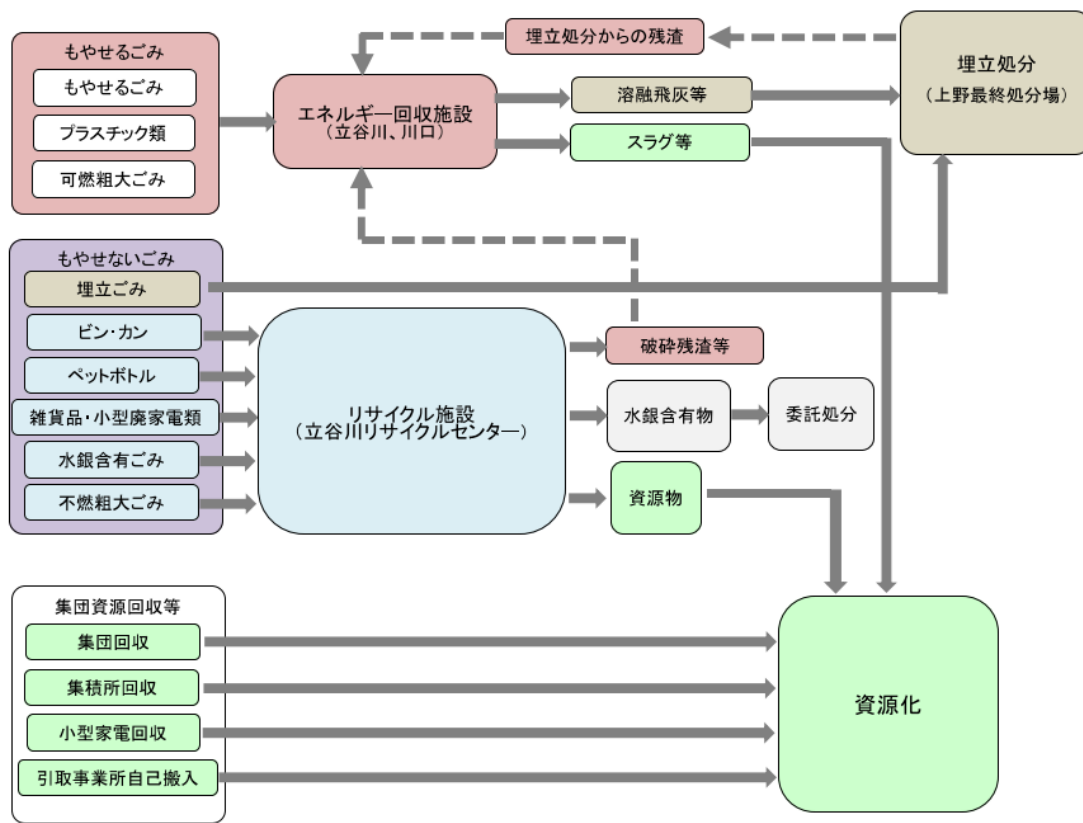 もやせるごみ
もやせるごみ
プラスチック類
可燃粗大ごみ
埋立処分からの残渣
エネルギー回収施設
（立谷川、川口）
溶融飛灰等
スラグ等
埋立処分
（上野最終処分場）
もやせないごみ
埋立ごみ
ビン・カン
ペットボトル
雑貨品・小型廃家電類
水銀含有ごみ
不燃粗大ごみ
リサイクル施設
（立谷川リサイクルセンター）
破砕残渣等
水銀含有物
委託処分
資源物
集団資源回収等
集団回収
集積所回収
小型家電回収
引取事業所自己搬入
資源化